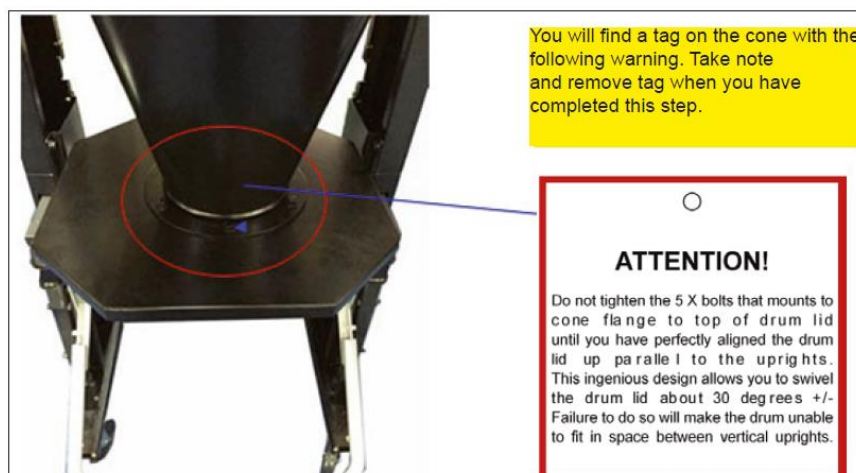 You will find a tag on the cone with the
following warning. Take note
and remove tag when you have
completed this step.
ATTENTION!
Do not tighten the 5 X bolts that mounts to
cone flange to top of drum lid
until you have perfectly aligned the drum
lid up parallel to the uprights.
This ingenious design allows you to swivel
the drum lid about 30 degrees +/-
Failure to do so will make the drum unable
to fit in space between vertical uprights.